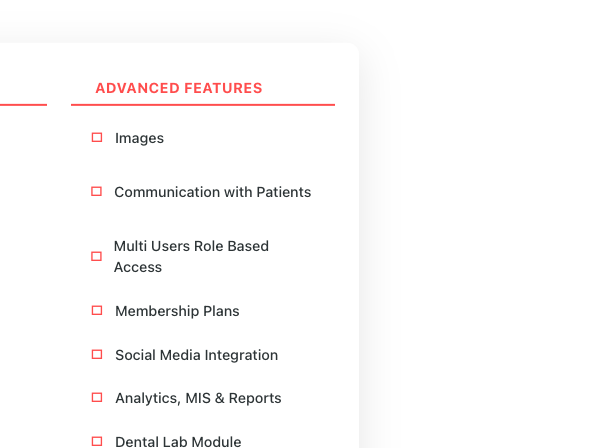 ADVANCED FEATURES
Images
Communication with Patients
Multi Users Role Based
Access
Membership Plans
Social Media Integration
Analytics, MIS & Reports
Dental Lab Module